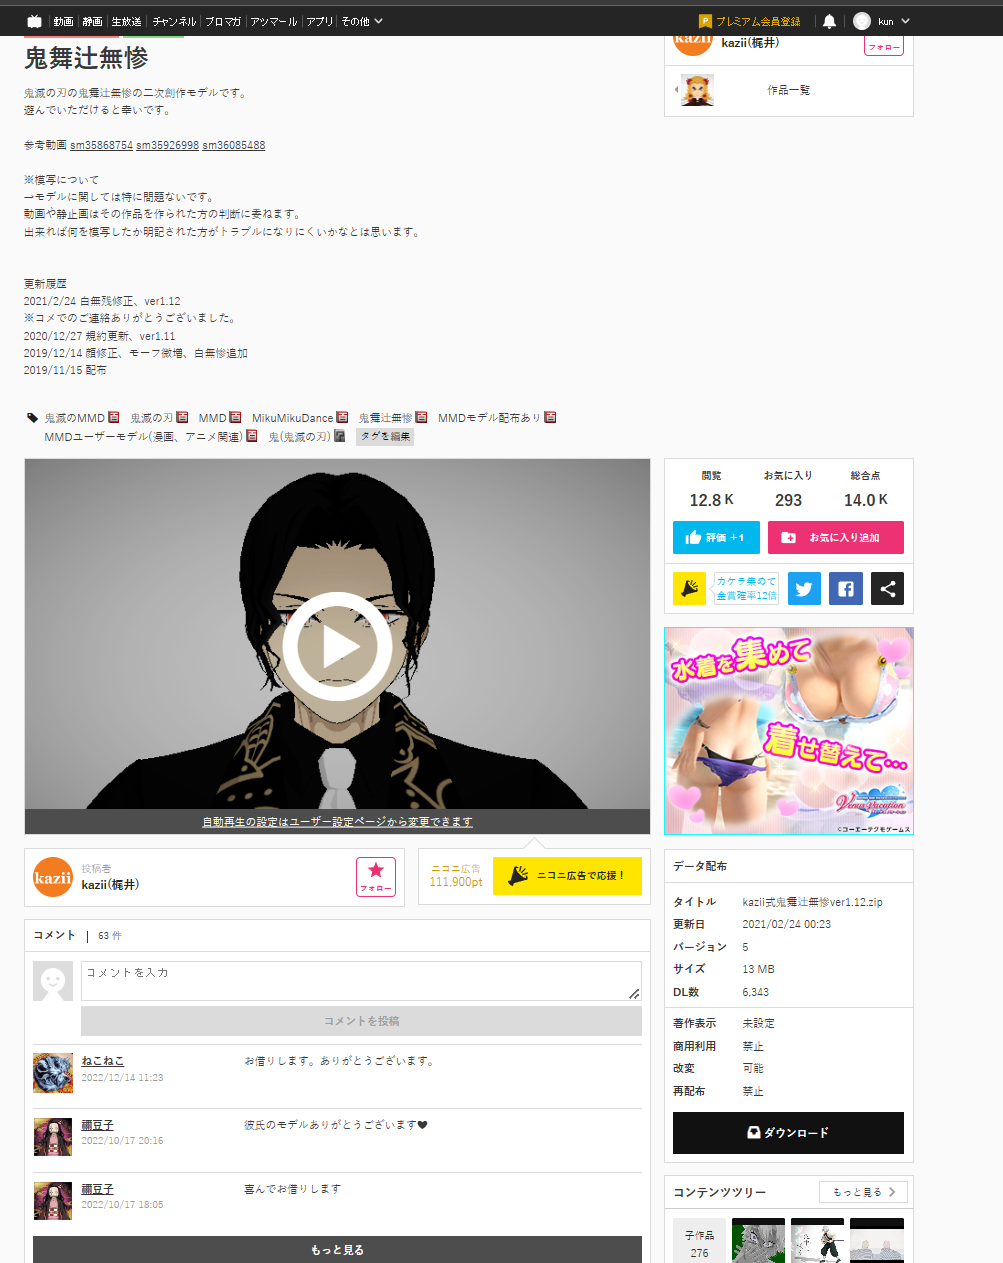 動画 静画 生放送 チャンネル ブロマガ アツマール アプリ その他
プレミアム会員登録
kun
鬼舞辻無惨
鬼滅の刃の鬼舞辻無惨の二次創作モデルです。
遊んでいただけると幸いです。
参考動画 sm35868754 sm35926998 sm36085488
※模写について
→モデルに関しては特に問題ないです。
動画や静止画はその作品を作られた方の判断に委ねます。
出来れば何を模写したか明記された方がトラブルになりにくいかなとは思います。
更新履歴
2021/2/24 白無残修正、ver1.12
※コメでのご連絡ありがとうございました。
2020/12/27 規約更新、ver1.11
2019/12/14 顔修正、モーフ微増、白無惨追加
2019/11/15 配布
鬼滅のMMD 鬼滅の刃 MMD MikuMikuDance 鬼舞辻無惨 MMDモデル配布あり
MMDユーザーモデル(漫画、アニメ関連) 鬼(鬼滅の刃) タグを編集
自動再生の設定はユーザー設定ページから変更できます
kazii
投稿者
kazii(梶井)
フォロー
ニコニ広告
111,900pt
ニコニ広告で応援！
コメント 63 件
コメントを入力
コメントを投稿
ねこねこ
2022/12/14 11:23
お借りします。ありがとうございます。
禰豆子
2022/10/17 20:16
彼氏のモデルありがとうございます♥
禰豆子
2022/10/17 18:05
喜んでお借りします
もっと見る
kazii
kazii(梶井)
フォロー
作品一覧
閲覧 お気に入り 総合点
12.8 K 293 14.0 K
評価 +1
お気に入り追加
カケラ集めて
金賞確率12倍
水着を集めて
着せ替えて…
Venus Vacation
©コーエーテクモゲームス
データ配布
タイトル kazii式鬼舞辻無惨ver1.12.zip
更新日 2021/02/24 00:23
バージョン 5
サイズ 13 MB
DL数 6,343
著作表示 未設定
商用利用 禁止
改変 可能
再配布 禁止
ダウンロード
コンテンツツリー もっと見る
子作品
276